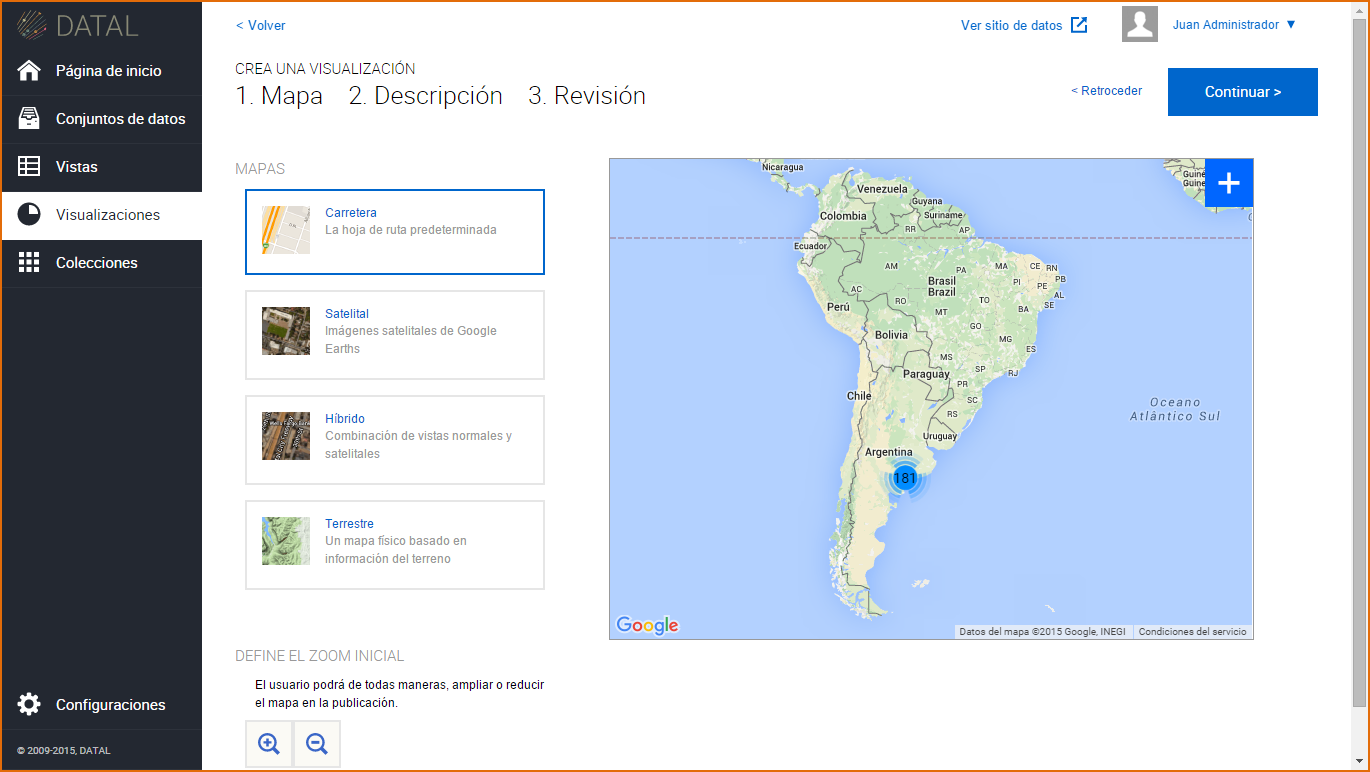 DATAL
Página de inicio
Conjuntos de datos
Vistas
Visualizaciones
Colecciones
Configuraciones
© 2009-2015, DATAL
< Volver
Ver sitio de datos
Juan Administrador ▼
CREA UNA VISUALIZACIÓN
1. Mapa 2. Descripción 3. Revisión
< Retroceder
Continuar >
MAPAS
Carretera
La hoja de ruta predeterminada
Satelital
Imágenes satelitales de Google
Earths
Híbrido
Combinación de vistas normales y
satelitales
Terrestre
Un mapa físico basado en
información del terreno
DEFINE EL ZOOM INICIAL
El usuario podrá de todas maneras, ampliar o reducir
el mapa en la publicación.
Nicaragua
Venezuela
Guyana
Colombia
Suriname
RR
AP
Ecuador
AM
PA
MA
CE
RN
Brasil
Brazil
PI
PB
PE
AC
RO
TO
AL
SE
Perú
MT
BA
GO
Bolivia
MG
MS
ES
SP
RJ
Paraguay
PR
Chile
SC
RS
Uruguay
Argentina
181
Oceano
Atlântico Sul
Guiné
Guine
+
Google
Datos del mapa ©2015 Google, INEGI
Condiciones del servicio